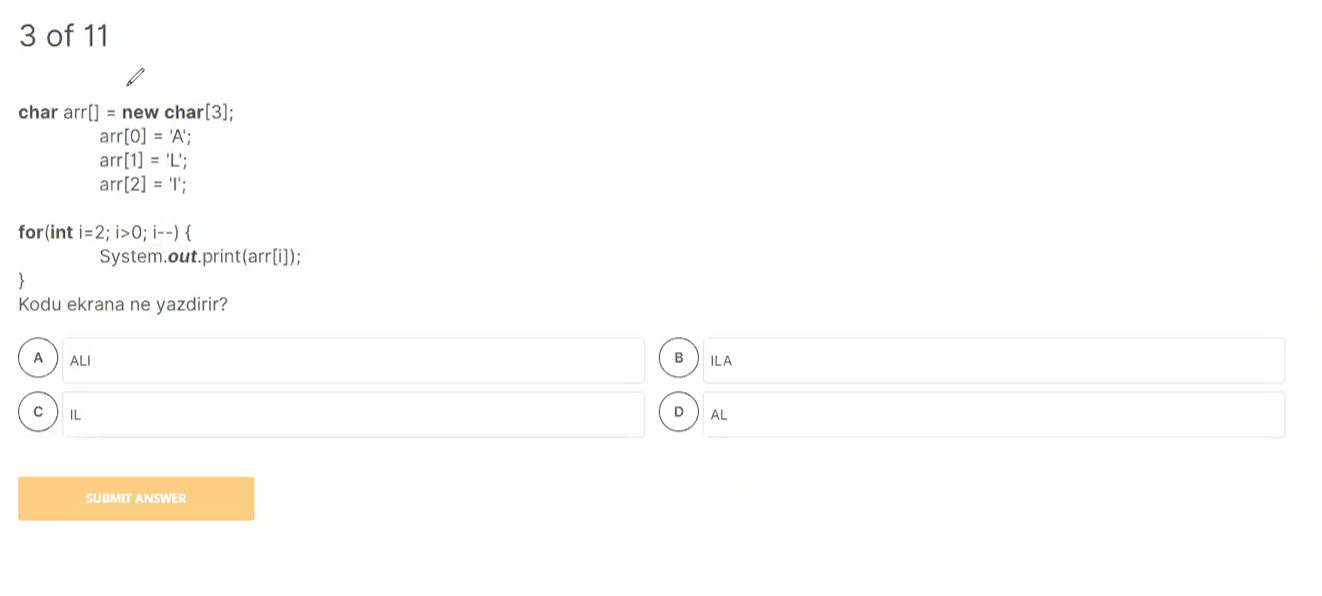 3 of 11
char arr[] = new char[3];
arr[0] = 'A';
arr[1] = 'L';
arr[2] = 'I';
for(int i=2; i>0; i--) {
System.out.print(arr[i]);
}
Kodu ekrana ne yazdirir?
A ALI
B ILA
C IL
D AL
SUBMIT ANSWER